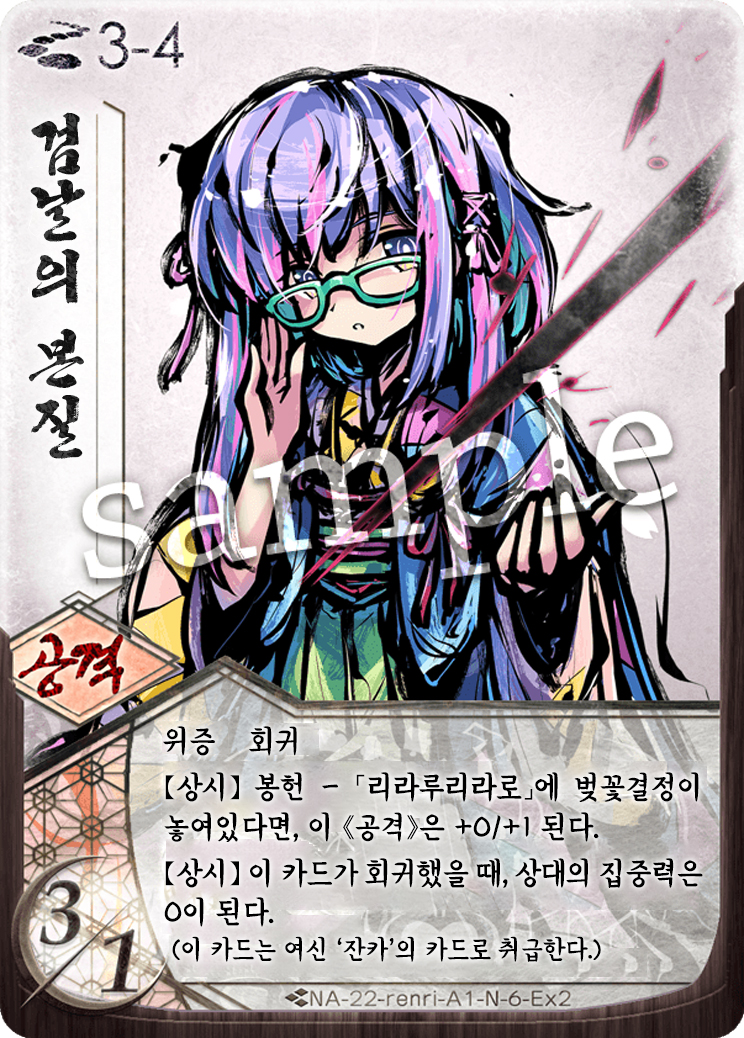 3-4
검날의 본질
sample
공격
위증 회귀
【상시】 봉헌 – 「리라루리라로」에 벚꽃결정이
놓여있다면, 이 《공격》은 +0/+1 된다.
【상시】 이 카드가 회귀했을 때, 상대의 집중력은
0이 된다.
(이 카드는 여신 ‘잔카’의 카드로 취급한다.)
3/1
NA-22-renri-A1-N-6-Ex2